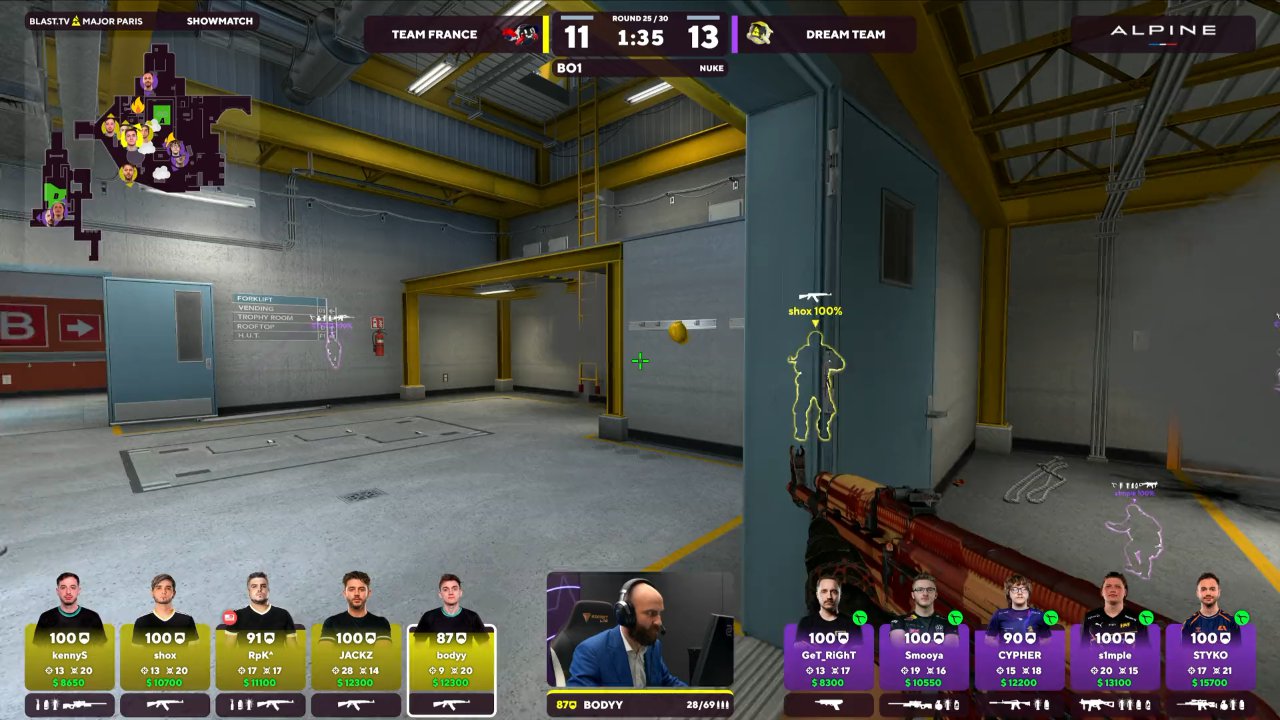 BLAST.TV MAJOR PARIS SHOWMATCH
TEAM FRANCE 11 ROUND 25 / 30 1:35 13 DREAM TEAM
ALPINE
BO1 NUKE
FORKLIFT
VENDING
TROPHY ROOM
ROOFTOP
H.U.T.
B
shox 100%
s1mple 100%
100 kennyS 13 20 $8650
100 shox 13 20 $10700
91 RpK^ 17 17 $11100
100 JACKZ 28 14 $12300
87 bodyy 9 20 $12300
87 BODYY 28/69
100 GeT_RiGhT 13 17 $8300
100 Smooya 19 16 $10550
90 CYPHER 15 18 $12200
100 s1mple 20 15 $13100
100 STYKO 17 21 $15700